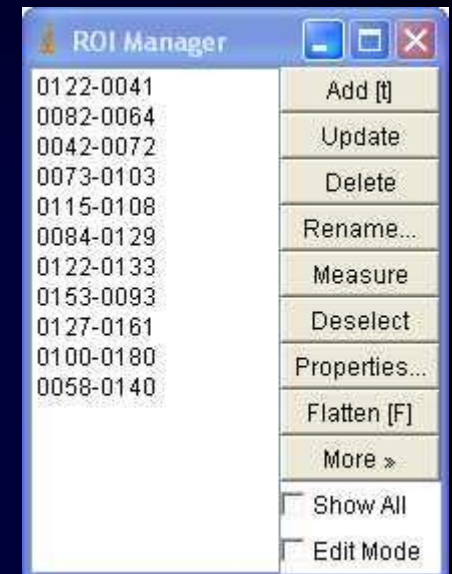 ROI Manager
0122-0041
0082-0064
0042-0072
0073-0103
0115-0108
0084-0129
0122-0133
0153-0093
0127-0161
0100-0180
0058-0140
Add [t]
Update
Delete
Rename...
Measure
Deselect
Properties...
Flatten [F]
More »
Show All
Edit Mode